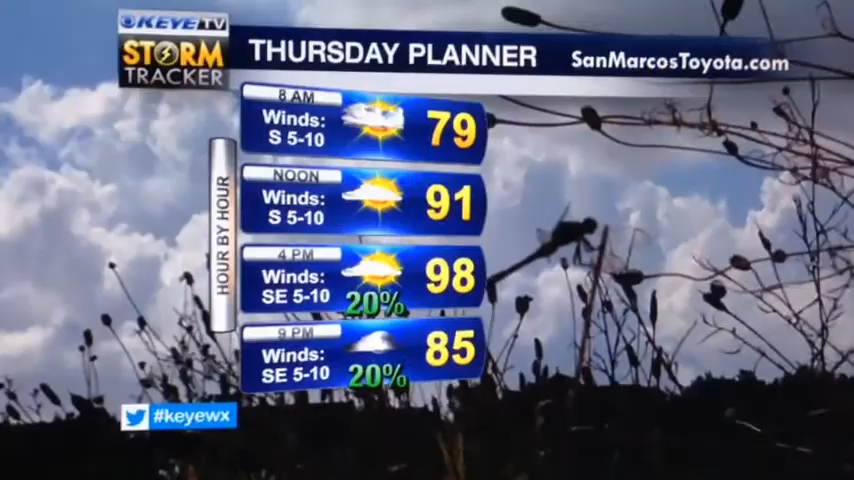 KEYE TV
STORM
TRACKER
THURSDAY PLANNER
SanMarcosToyota.com
HOUR BY HOUR
8 AM
Winds:
S 5-10
79
NOON
Winds:
S 5-10
91
4 PM
Winds:
SE 5-10
20%
98
9 PM
Winds:
SE 5-10
20%
85
#keyewx